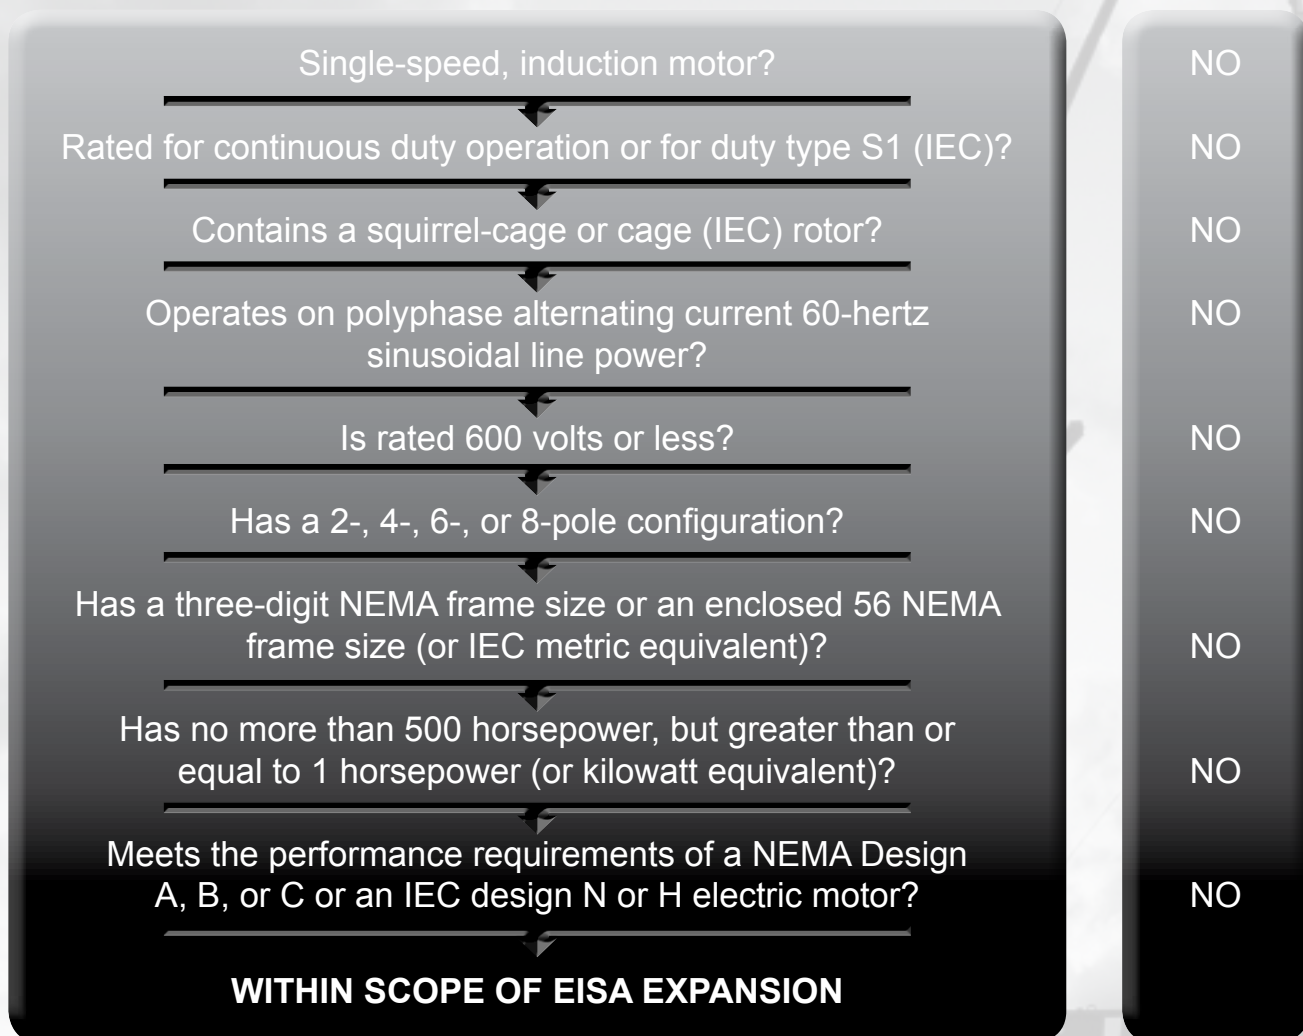 Single-speed, induction motor? NO
Rated for continuous duty operation or for duty type S1 (IEC)? NO
Contains a squirrel-cage or cage (IEC) rotor? NO
Operates on polyphase alternating current 60-hertz NO
sinusoidal line power?
Is rated 600 volts or less? NO
Has a 2-, 4-, 6-, or 8-pole configuration? NO
Has a three-digit NEMA frame size or an enclosed 56 NEMA
frame size (or IEC metric equivalent)? NO
Has no more than 500 horsepower, but greater than or
equal to 1 horsepower (or kilowatt equivalent)? NO
Meets the performance requirements of a NEMA Design
A, B, or C or an IEC design N or H electric motor? NO
WITHIN SCOPE OF EISA EXPANSION